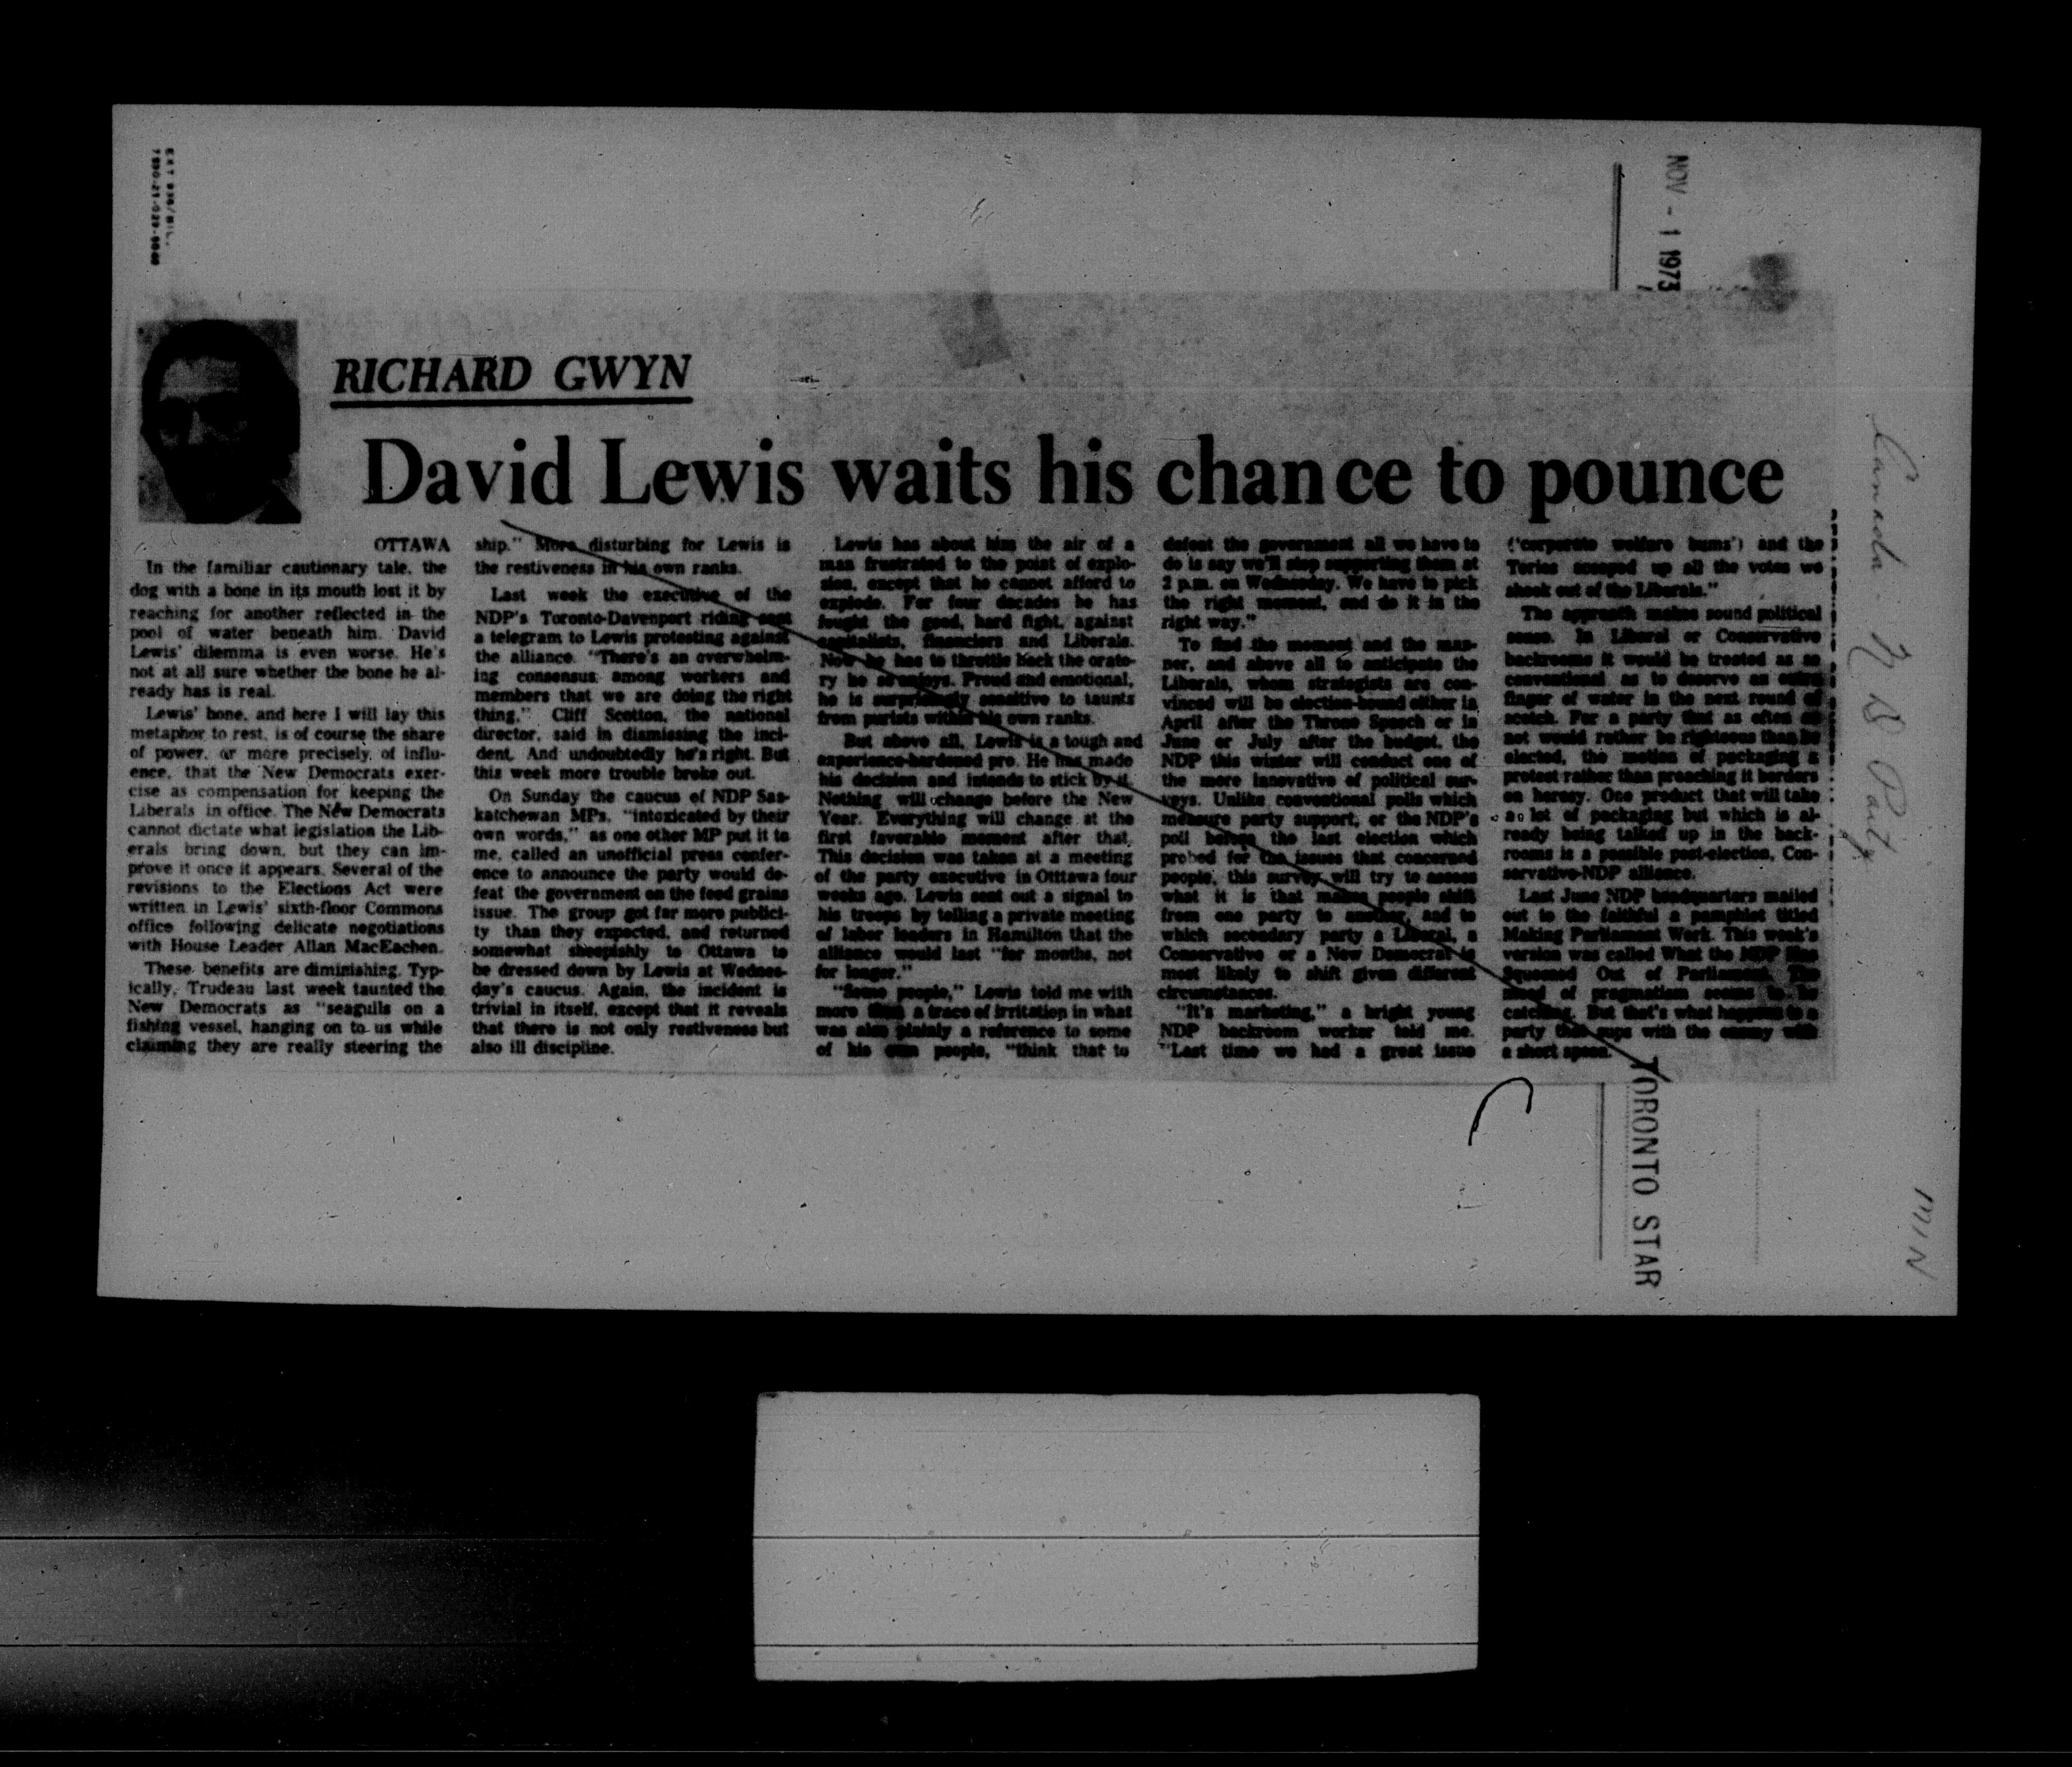 NOV - 1 1973
RICHARD GWYN
David Lewis waits his chance to pounce
OTTAWA
In the familiar cautionary tale, the
dog with a bone in its mouth lost it by
reaching for another reflected in the
pool of water beneath him. David
Lewis' dilemma is even worse. He's
not at all sure whether the bone he al-
ready has is real.
Lewis' bone, and here I will lay this
metaphor to rest, is of course the share
of power, or more precisely, of influ-
ence, that the New Democrats exer-
cise as compensation for keeping the
Liberals in office. The New Democrats
cannot dictate what legislation the Lib-
erals bring down, but they can im-
prove it once it appears. Several of the
revisions to the Elections Act were
written in Lewis' sixth-floor Commons
office following delicate negotiations
with House Leader Allan MacEachen.
These benefits are diminishing. Typ-
ically, Trudeau last week taunted the
New Democrats as "seagulls on a
fishing vessel, hanging on to us while
claiming they are really steering the
ship." More disturbing for Lewis is
the restiveness in his own ranks.
Last week the executive of the
NDP's Toronto-Davenport riding sent
a telegram to Lewis protesting against
the alliance. "There's an overwhelm-
ing consensus among workers and
members that we are doing the right
thing," Cliff Scotton, the national
director, said in dismissing the inci-
dent. And undoubtedly he's right. But
this week more trouble broke out.
On Sunday the caucus of NDP Sas-
katchewan MPs, "intoxicated by their
own words," as one other MP put it to
me, called an unofficial press confer-
ence to announce the party would de-
feat the government on the feed grains
issue. The group got far more publici-
ty than they expected, and returned
somewhat sheepishly to Ottawa to
be dressed down by Lewis at Wednes-
day's caucus. Again, the incident is
trivial in itself, except that it reveals
that there is not only restiveness but
also ill discipline.
Lewis has about him the air of a
man frustrated to the point of explo-
sion, except that he cannot afford to
explode. For four decades he has
fought the good, hard fight, against
capitalists, financiers and Liberals.
Now he has to throttle back the orato-
ry he so enjoys. Proud and emotional,
he is surprisingly sensitive to taunts
from purists within his own ranks.
But above all, Lewis is a tough and
experience-hardened pro. He has made
his decision and intends to stick by it.
Nothing will change before the New
Year. Everything will change at the
first favorable moment after that.
This decision was taken at a meeting
of the party executive in Ottawa four
weeks ago. Lewis sent out a signal to
his troops by telling a private meeting
of labor leaders in Hamilton that the
alliance would last "for months, not
for longer."
"Some people," Lewis told me with
more than a trace of irritation in what
was also plainly a reference to some
of his own people, "think that to
defeat the government all we have to
do is say we'll stop supporting them at
2 p.m. on Wednesday. We have to pick
the right moment, and do it in the
right way."
To find the moment and the man-
ner, and above all to anticipate the
Liberals, whom strategists are con-
vinced will be election-bound either in
April after the Throne Speech or in
June or July after the budget, the
NDP this winter will conduct one of
the more innovative of political sur-
veys. Unlike conventional polls which
measure party support, or the NDP's
poll before the last election which
probed for the issues that concerned
people, this survey will try to assess
what it is that makes people shift
from one party to another, and to
which secondary party a Liberal, a
Conservative or a New Democrat is
most likely to shift given different
circumstances.
"It's marketing," a bright young
NDP backroom worker told me.
"Last time we had a great issue
('corporate welfare bums') and the
Tories scooped up all the votes we
shook out of the Liberals."
The approach makes sound political
sense. In Liberal or Conservative
backrooms it would be treated as so
conventional as to deserve an extra
finger of water in the next round of
scotch. For a party that as often as
not would rather be righteous than be
elected, the notion of packaging a
protest rather than preaching it borders
on heresy. One product that will take
a lot of packaging but which is al-
ready being talked up in the back-
rooms is a possible post-election, Con-
servative-NDP alliance.
Last June NDP headquarters mailed
out to the faithful a pamphlet titled
Making Parliament Work. This week's
version was called What the NDP Has
Squeezed Out of Parliament. The
mood of pragmatism seems to be
catching. But that's what happens to a
party that sups with the enemy with
a short spoon.
TORONTO STAR
Canada - N D Party